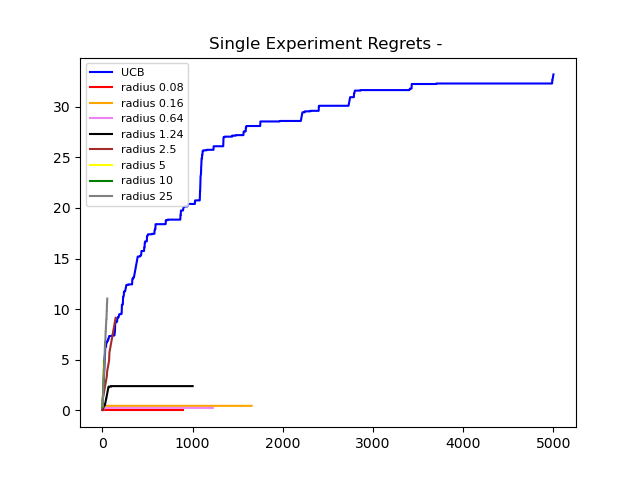 Single Experiment Regrets -
UCB
radius 0.08
radius 0.16
radius 0.64
radius 1.24
radius 2.5
radius 5
radius 10
radius 25
30
25
20
15
10
5
0
0 1000 2000 3000 4000 5000